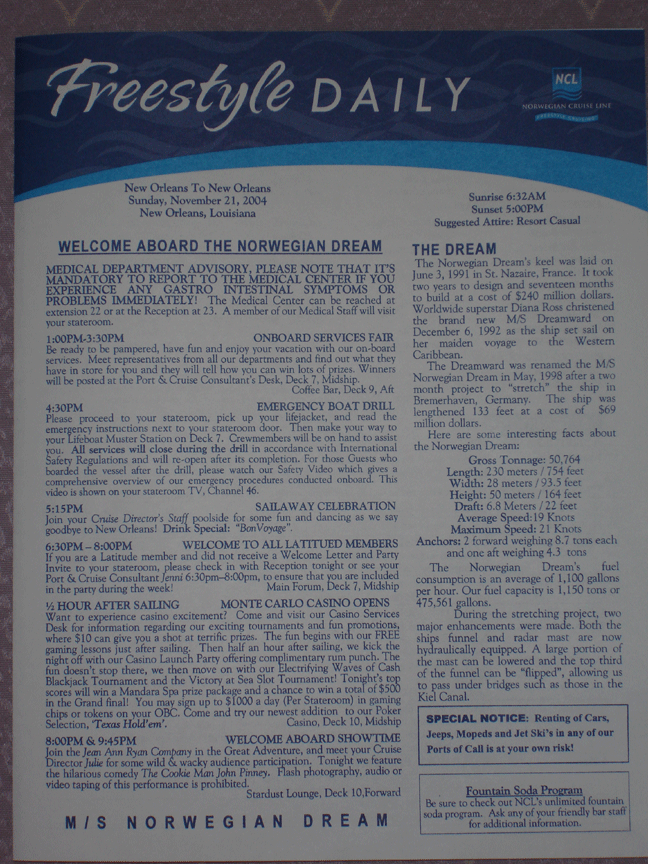 Freestyle DAILY
NCL
NORWEGIAN CRUISE LINE
FREESTYLE CRUISING
New Orleans To New Orleans
Sunday, November 21, 2004
New Orleans, Louisiana
Sunrise 6:32AM
Sunset 5:00PM
Suggested Attire: Resort Casual
WELCOME ABOARD THE NORWEGIAN DREAM
MEDICAL DEPARTMENT ADVISORY, PLEASE NOTE THAT IT'S
MANDATORY TO REPORT TO THE MEDICAL CENTER IF YOU
EXPERIENCE ANY GASTRO INTESTINAL SYMPTOMS OR
PROBLEMS IMMEDIATELY! The Medical Center can be reached at
extension 22 or at the Reception at 23. A member of our Medical Staff will visit
your stateroom.
1:00PM-3:30PM ONBOARD SERVICES FAIR
Be ready to be pampered, have fun and enjoy your vacation with our on-board
services. Meet representatives from all our departments and find out what they
have in store for you and they will tell how you can win lots of prizes. Winners
will be posted at the Port & Cruise Consultant's Desk, Deck 7, Midship.
Coffee Bar, Deck 9, Aft
4:30PM EMERGENCY BOAT DRILL
Please proceed to your stateroom, pick up your lifejacket, and read the
emergency instructions next to your stateroom door. Then make your way to
your Lifeboat Muster Station on Deck 7. Crewmembers will be on hand to assist
you. All services will close during the drill in accordance with International
Safety Regulations and will re-open after its completion. For those Guests who
boarded the vessel after the drill, please watch our Safety Video which gives a
comprehensive overview of our emergency procedures conducted onboard. This
video is shown on your stateroom TV, Channel 46.
5:15PM SAILAWAY CELEBRATION
Join your Cruise Director's Staff poolside for some fun and dancing as we say
goodbye to New Orleans! Drink Special: "BonVoyage".
6:30PM – 8:00PM WELCOME TO ALL LATITUED MEMBERS
If you are a Latitude member and did not receive a Welcome Letter and Party
Invite to your stateroom, please check in with Reception tonight or see your
Port & Cruise Consultant Jenni 6:30pm-8:00pm, to ensure that you are included
in the party during the week! Main Forum, Deck 7, Midship
½ HOUR AFTER SAILING MONTE CARLO CASINO OPENS
Want to experience casino excitement? Come and visit our Casino Services
Desk for information regarding our exciting tournaments and fun promotions,
where $10 can give you a shot at terrific prizes. The fun begins with our FREE
gaming lessons just after sailing. Then half an hour after sailing, we kick the
night off with our Casino Launch Party offering complimentary rum punch. The
fun doesn't stop there, we then move on with our Electrifying Waves of Cash
Blackjack Tournament and the Victory at Sea Slot Tournament! Tonight's top
scores will win a Mandara Spa prize package and a chance to win a total of $500
in the Grand final! You may sign up to $1000 a day (Per Stateroom) in gaming
chips or tokens on your OBC. Come and try our newest addition to our Poker
Selection, 'Texas Hold'em'. Casino, Deck 10, Midship
8:00PM & 9:45PM WELCOME ABOARD SHOWTIME
Join the Jean Ann Ryan Company in the Great Adventure, and meet your Cruise
Director Julie for some wild & wacky audience participation. Tonight we feature
the hilarious comedy The Cookie Man John Pinney. Flash photography, audio or
video taping of this performance is prohibited.
Stardust Lounge, Deck 10,Forward
THE DREAM
The Norwegian Dream's keel was laid on
June 3, 1991 in St. Nazaire, France. It took
two years to design and seventeen months
to build at a cost of $240 million dollars.
Worldwide superstar Diana Ross christened
the brand new M/S Dreamward on
December 6, 1992 as the ship set sail on
her maiden voyage to the Western
Caribbean.
The Dreamward was renamed the M/S
Norwegian Dream in May, 1998 after a two
month project to "stretch" the ship in
Bremerhaven, Germany. The ship was
lengthened 133 feet at a cost of $69
million dollars.
Here are some interesting facts about
the Norwegian Dream:
Gross Tonnage: 50,764
Length: 230 meters / 754 feet
Width: 28 meters / 93.5 feet
Height: 50 meters / 164 feet
Draft: 6.8 Meters / 22 feet
Average Speed:19 Knots
Maximum Speed: 21 Knots
Anchors: 2 forward weighing 8.7 tons each
and one aft weighing 4.3 tons
The Norwegian Dream's fuel
consumption is an average of 1,100 gallons
per hour. Our fuel capacity is 1,150 tons or
475,561 gallons.
During the stretching project, two
major enhancements were made. Both the
ships funnel and radar mast are now
hydraulically equipped. A large portion of
the mast can be lowered and the top third
of the funnel can be "flipped", allowing us
to pass under bridges such as those in the
Kiel Canal.
SPECIAL NOTICE: Renting of Cars,
Jeeps, Mopeds and Jet Ski's in any of our
Ports of Call is at your own risk!
Fountain Soda Program
Be sure to check out NCL's unlimited fountain
soda program. Ask any of your friendly bar staff
for additional information.
M/S NORWEGIAN DREAM